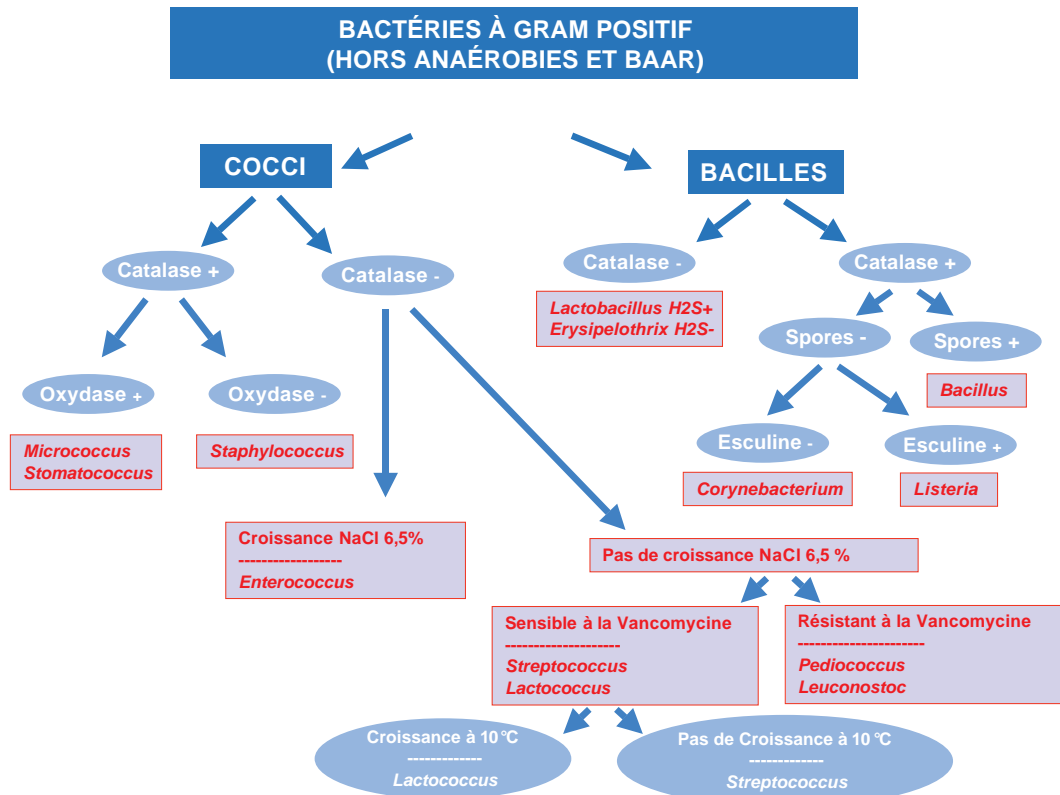 BACTÉRIES À GRAM POSITIF
(HORS ANAÉROBIES ET BAAR)
COCCI
BACILLES
Catalase +
Catalase -
Catalase -
Catalase +
Lactobacillus H2S+
Erysipelothrix H2S-
Spores -
Spores +
Oxydase +
Oxydase -
Bacillus
Micrococcus
Stomatococcus
Staphylococcus
Esculine -
Esculine +
Corynebacterium
Listeria
Croissance NaCl 6,5%
------------------
Enterococcus
Pas de croissance NaCl 6,5 %
Sensible à la Vancomycine
--------------------
Streptococcus
Lactococcus
Résistant à la Vancomycine
----------------------
Pediococcus
Leuconostoc
Croissance à 10°C
-------------
Lactococcus
Pas de Croissance à 10°C
-------------
Streptococcus